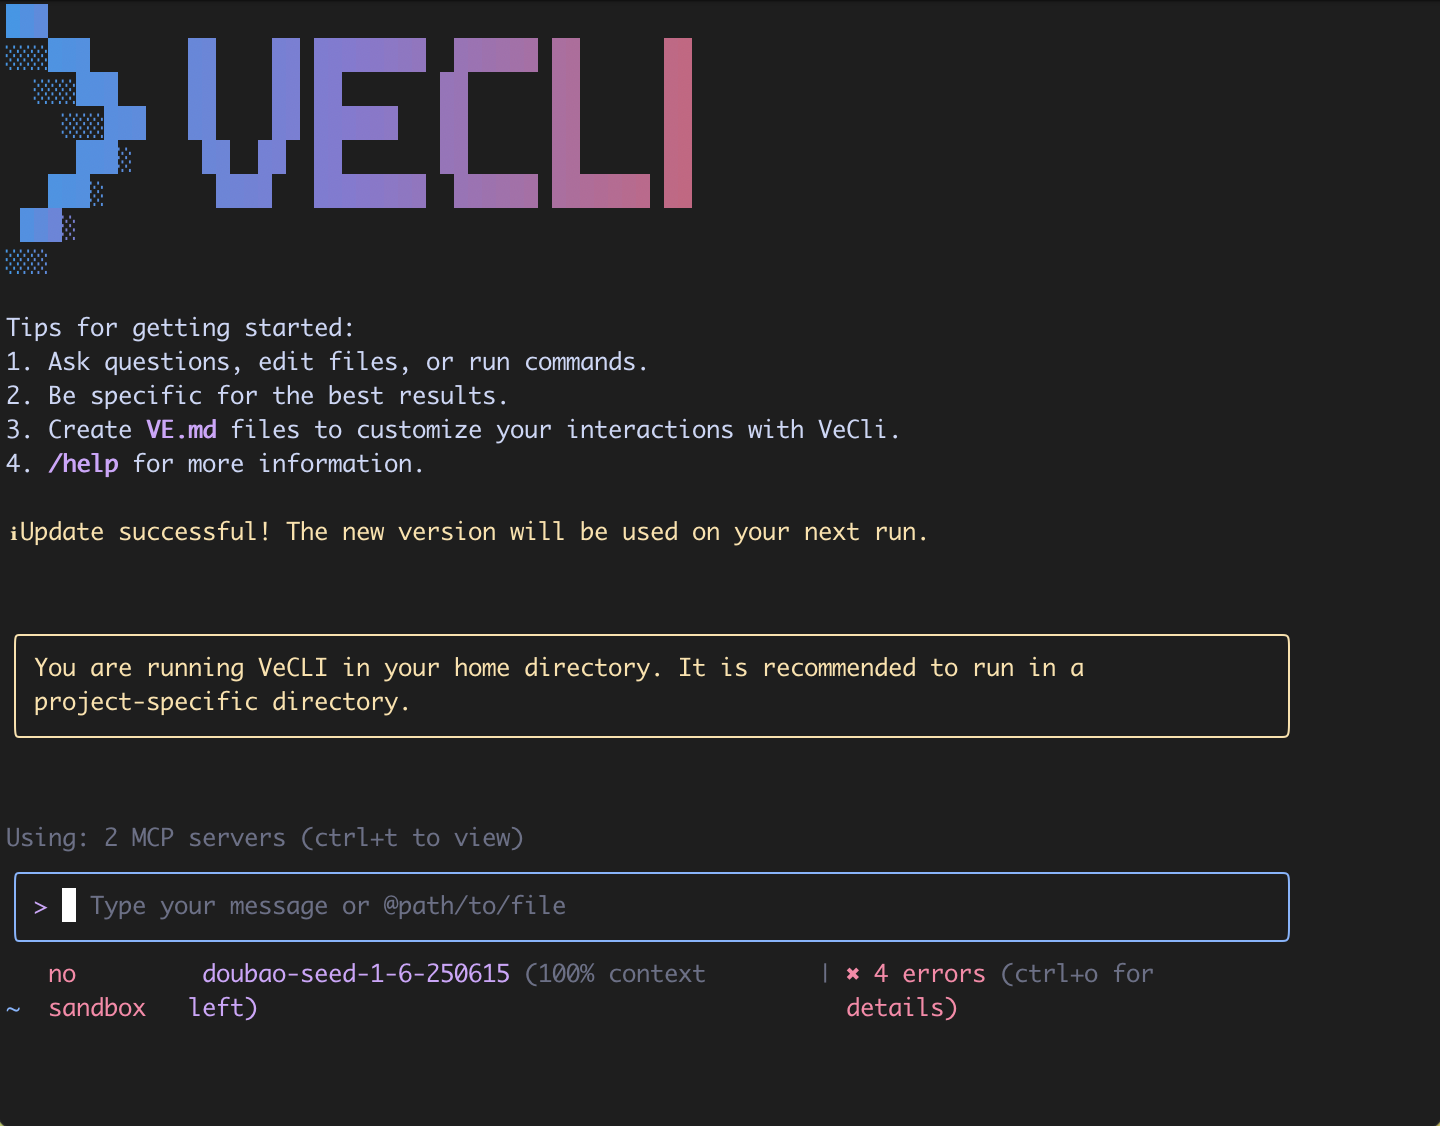 VECLI
Tips for getting started:
1. Ask questions, edit files, or run commands.
2. Be specific for the best results.
3. Create VE.md files to customize your interactions with VeCli.
4. /help for more information.
ℹUpdate successful! The new version will be used on your next run.
You are running VeCLI in your home directory. It is recommended to run in a
project-specific directory.
Using: 2 MCP servers (ctrl+t to view)
> Type your message or @path/to/file
no doubao-seed-1-6-250615 (100% context | ✖ 4 errors (ctrl+o for
~ sandbox left) details)